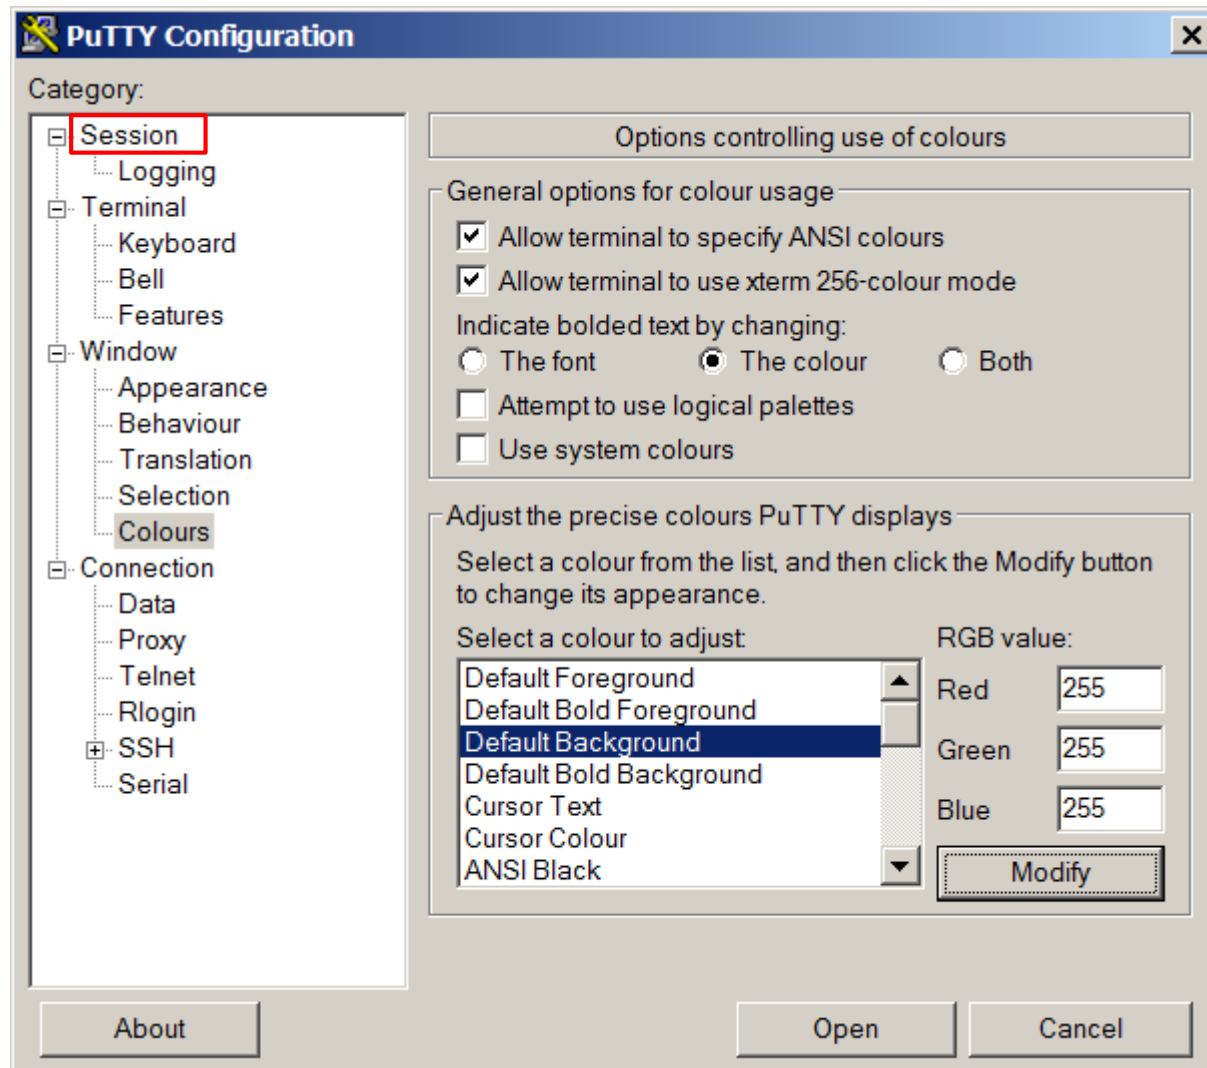 PuTTY Configuration
Category:
Session
Logging
Terminal
Keyboard
Bell
Features
Window
Appearance
Behaviour
Translation
Selection
Colours
Connection
Data
Proxy
Telnet
Rlogin
SSH
Serial
Options controlling use of colours
General options for colour usage
Allow terminal to specify ANSI colours
Allow terminal to use xterm 256-colour mode
Indicate bolded text by changing:
The font The colour Both
Attempt to use logical palettes
Use system colours
Adjust the precise colours PuTTY displays
Select a colour from the list, and then click the Modify button
to change its appearance.
Select a colour to adjust:
Default Foreground
Default Bold Foreground
Default Background
Default Bold Background
Cursor Text
Cursor Colour
ANSI Black
RGB value:
Red 255
Green 255
Blue 255
Modify
About Open Cancel